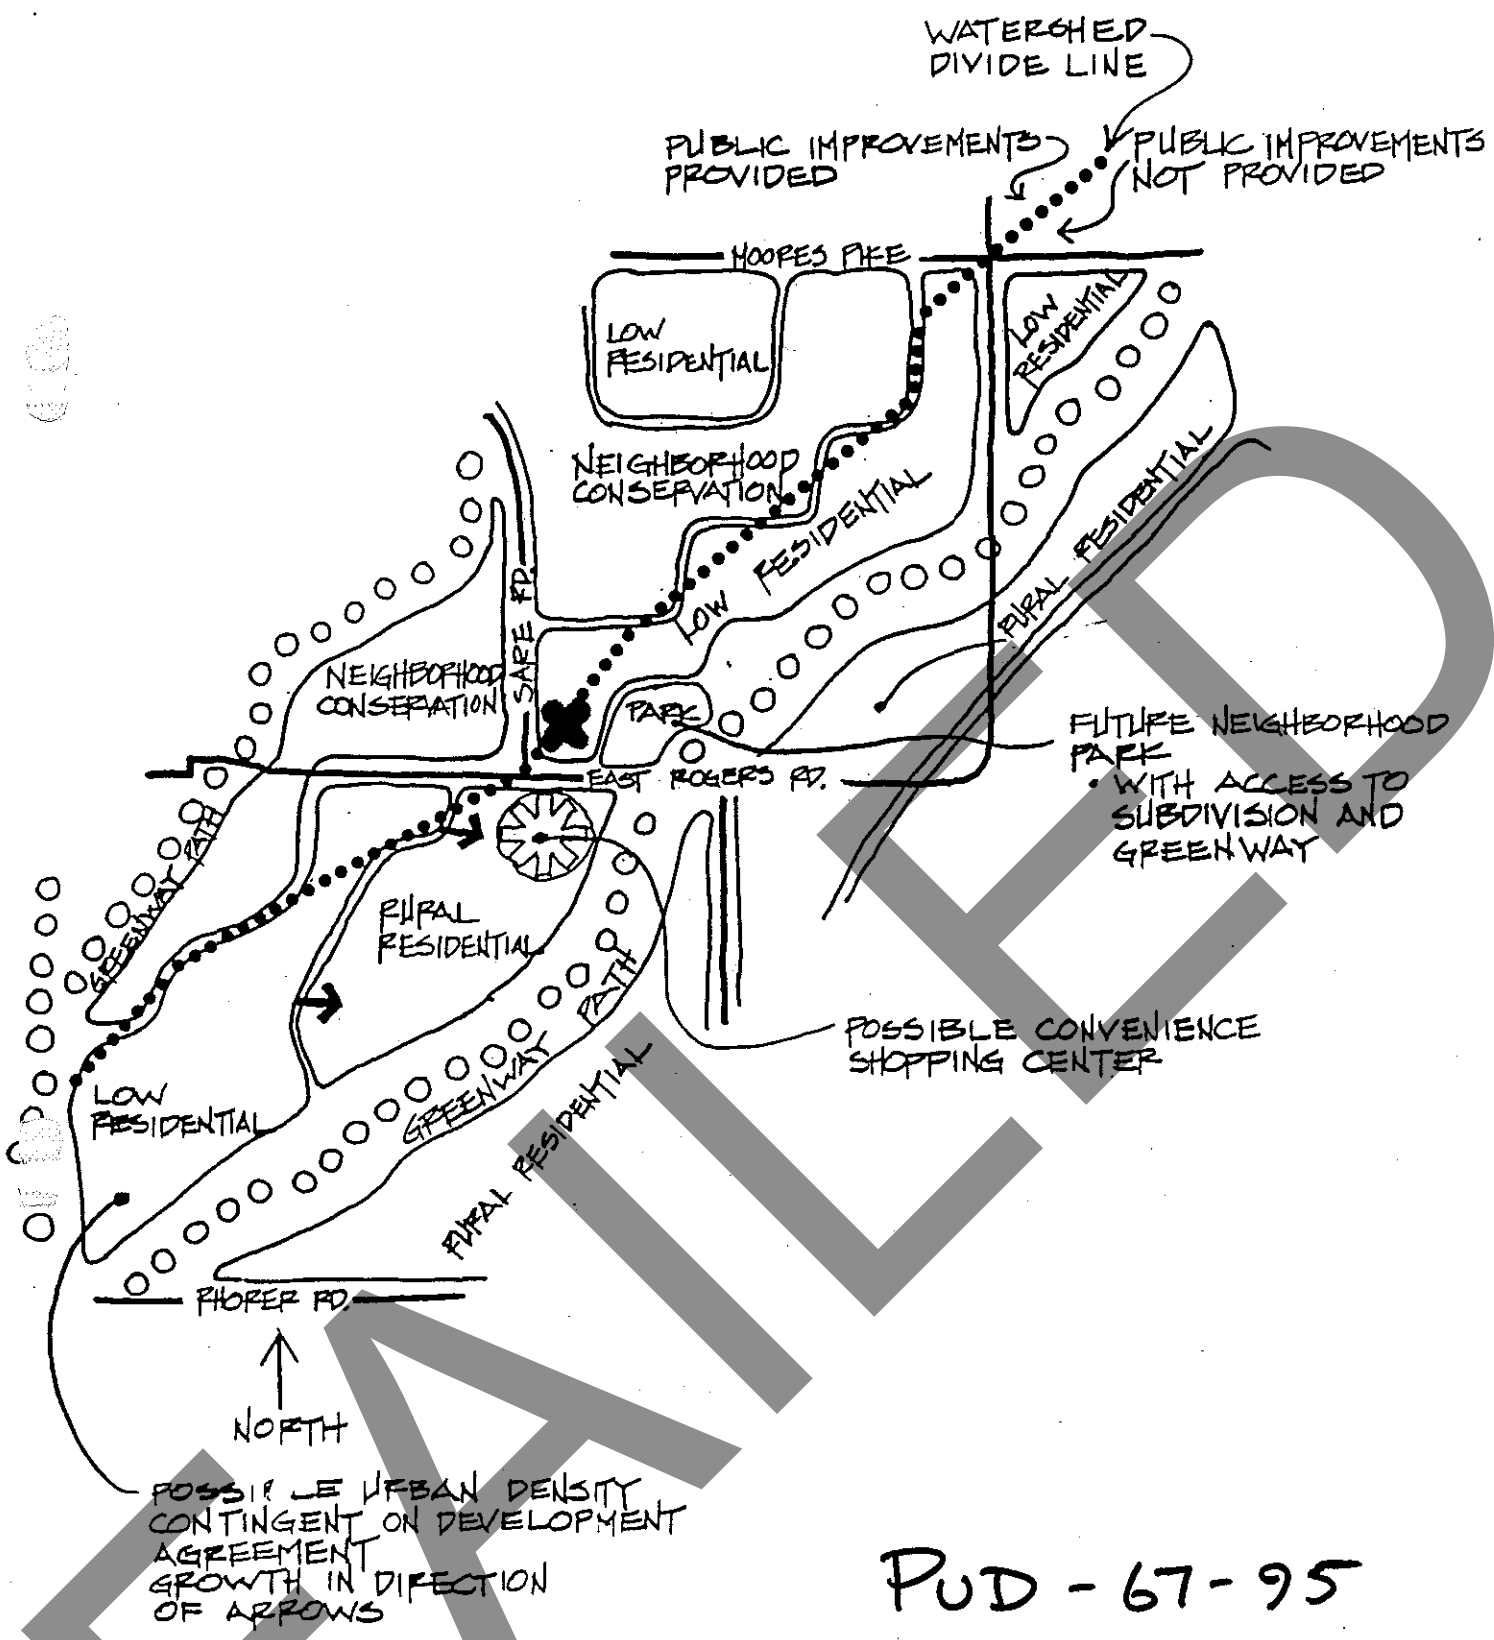 WATERSHED
DIVIDE LINE
PUBLIC IMPROVEMENTS
PROVIDED
PUBLIC IMPROVEMENTS
NOT PROVIDED
MOORES PIKE
LOW
RESIDENTIAL
LOW
RESIDENTIAL
NEIGHBORHOOD
CONSERVATION
LOW RESIDENTIAL
RURAL RESIDENTIAL
SARE RD.
NEIGHBORHOOD
CONSERVATION
PARK
FUTURE NEIGHBORHOOD
PARK
• WITH ACCESS TO
SUBDIVISION AND
GREENWAY
EAST ROGERS RD.
GREENWAY PATH
RURAL
RESIDENTIAL
GREENWAY PATH
POSSIBLE CONVENIENCE
SHOPPING CENTER
LOW
RESIDENTIAL
RURAL RESIDENTIAL
RHORER RD.
NORTH
POSSIBLE URBAN DENSITY
CONTINGENT ON DEVELOPMENT
AGREEMENT
GROWTH IN DIRECTION
OF ARROWS
PUD-67-95
FAILED